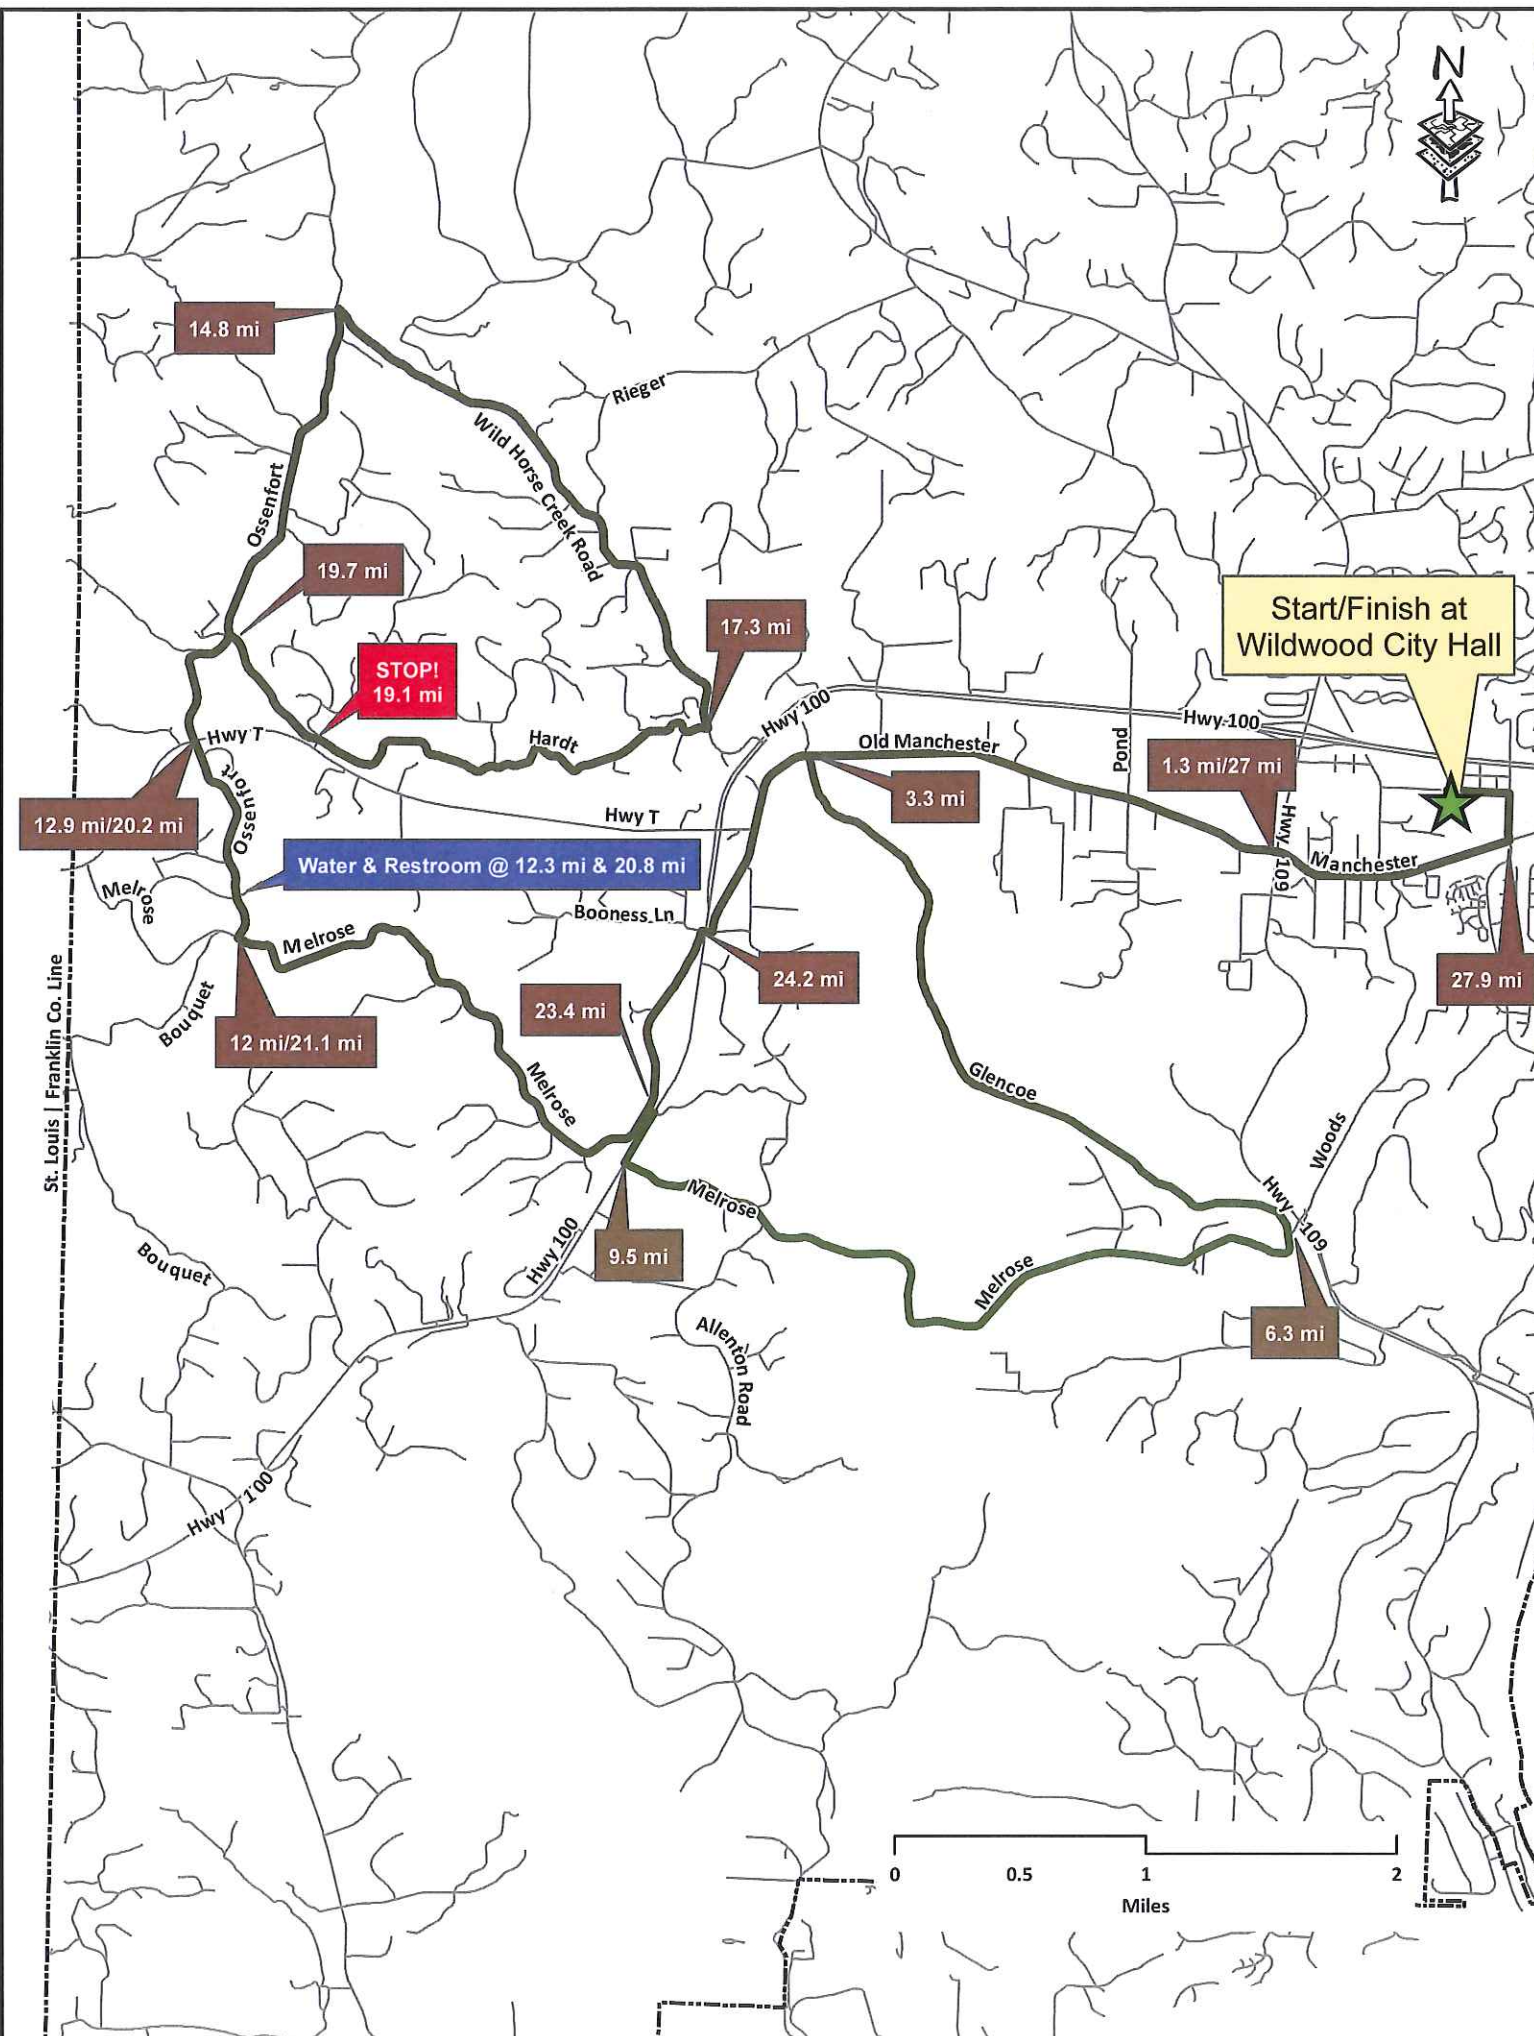 N
14.8 mi
Rieger
Wild Horse Creek Road
Ossenfort
19.7 mi
17.3 mi
Start/Finish at
Wildwood City Hall
STOP!
19.1 mi
Hwy 100
Hwy 100
Hwy T
Hardt
Old Manchester
Pond
1.3 mi/27 mi
3.3 mi
Hwy 109
Ossenfort
12.9 mi/20.2 mi
Hwy T
Manchester
Water & Restroom @ 12.3 mi & 20.8 mi
Melrose
Booness Ln
Melrose
24.2 mi
27.9 mi
St. Louis | Franklin Co. Line
Bouquet
23.4 mi
12 mi/21.1 mi
Melrose
Glencoe
Woods
Melrose
Hwy 109
Bouquet
Hwy 100
9.5 mi
Melrose
6.3 mi
Allenton Road
Hwy 100
0
0.5
1
2
Miles